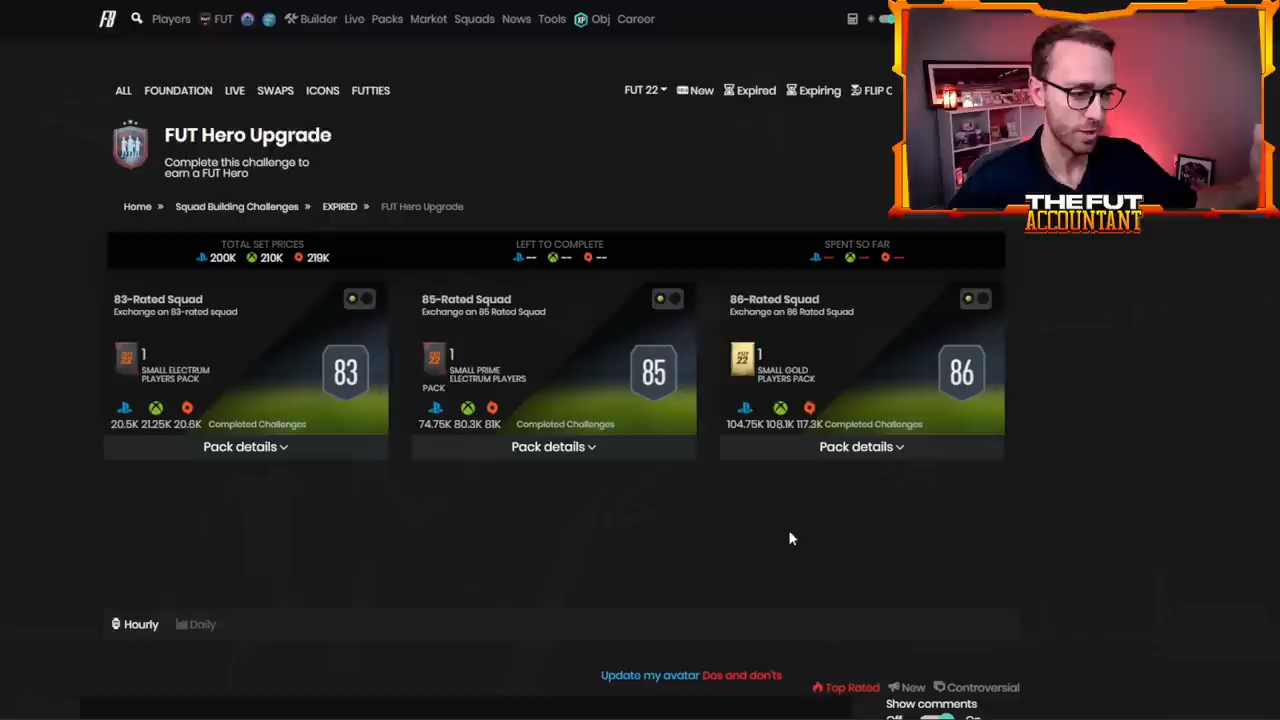 FB Players FUT Builder Live Packs Market Squads News Tools XP Obj Career
ALL FOUNDATION LIVE SWAPS ICONS FUTTIES
FUT 22 New Expired Expiring FLIP
FUT Hero Upgrade
Complete this challenge to
earn a FUT Hero
THE FUT
ACCOUNTANT
Home » Squad Building Challenges » EXPIRED » FUT Hero Upgrade
TOTAL SET PRICES LEFT TO COMPLETE SPENT SO FAR
200K 210K 219K -- -- -- -- -- --
83-Rated Squad
Exchange an 83-rated squad
1
SMALL ELECTRUM
PLAYERS PACK
83
20.5K 21.25K 20.6K Completed Challenges
Pack details
85-Rated Squad
Exchange an 85 Rated Squad
1
SMALL PRIME
ELECTRUM PLAYERS
PACK
85
74.75K 80.3K 81K Completed Challenges
Pack details
86-Rated Squad
Exchange an 86 Rated Squad
FUT
22
1
SMALL GOLD
PLAYERS PACK
86
104.75K 108.1K 117.3K Completed Challenges
Pack details
Hourly Daily
Update my avatar Dos and don'ts
Top Rated New Controversial
Show comments
Off On